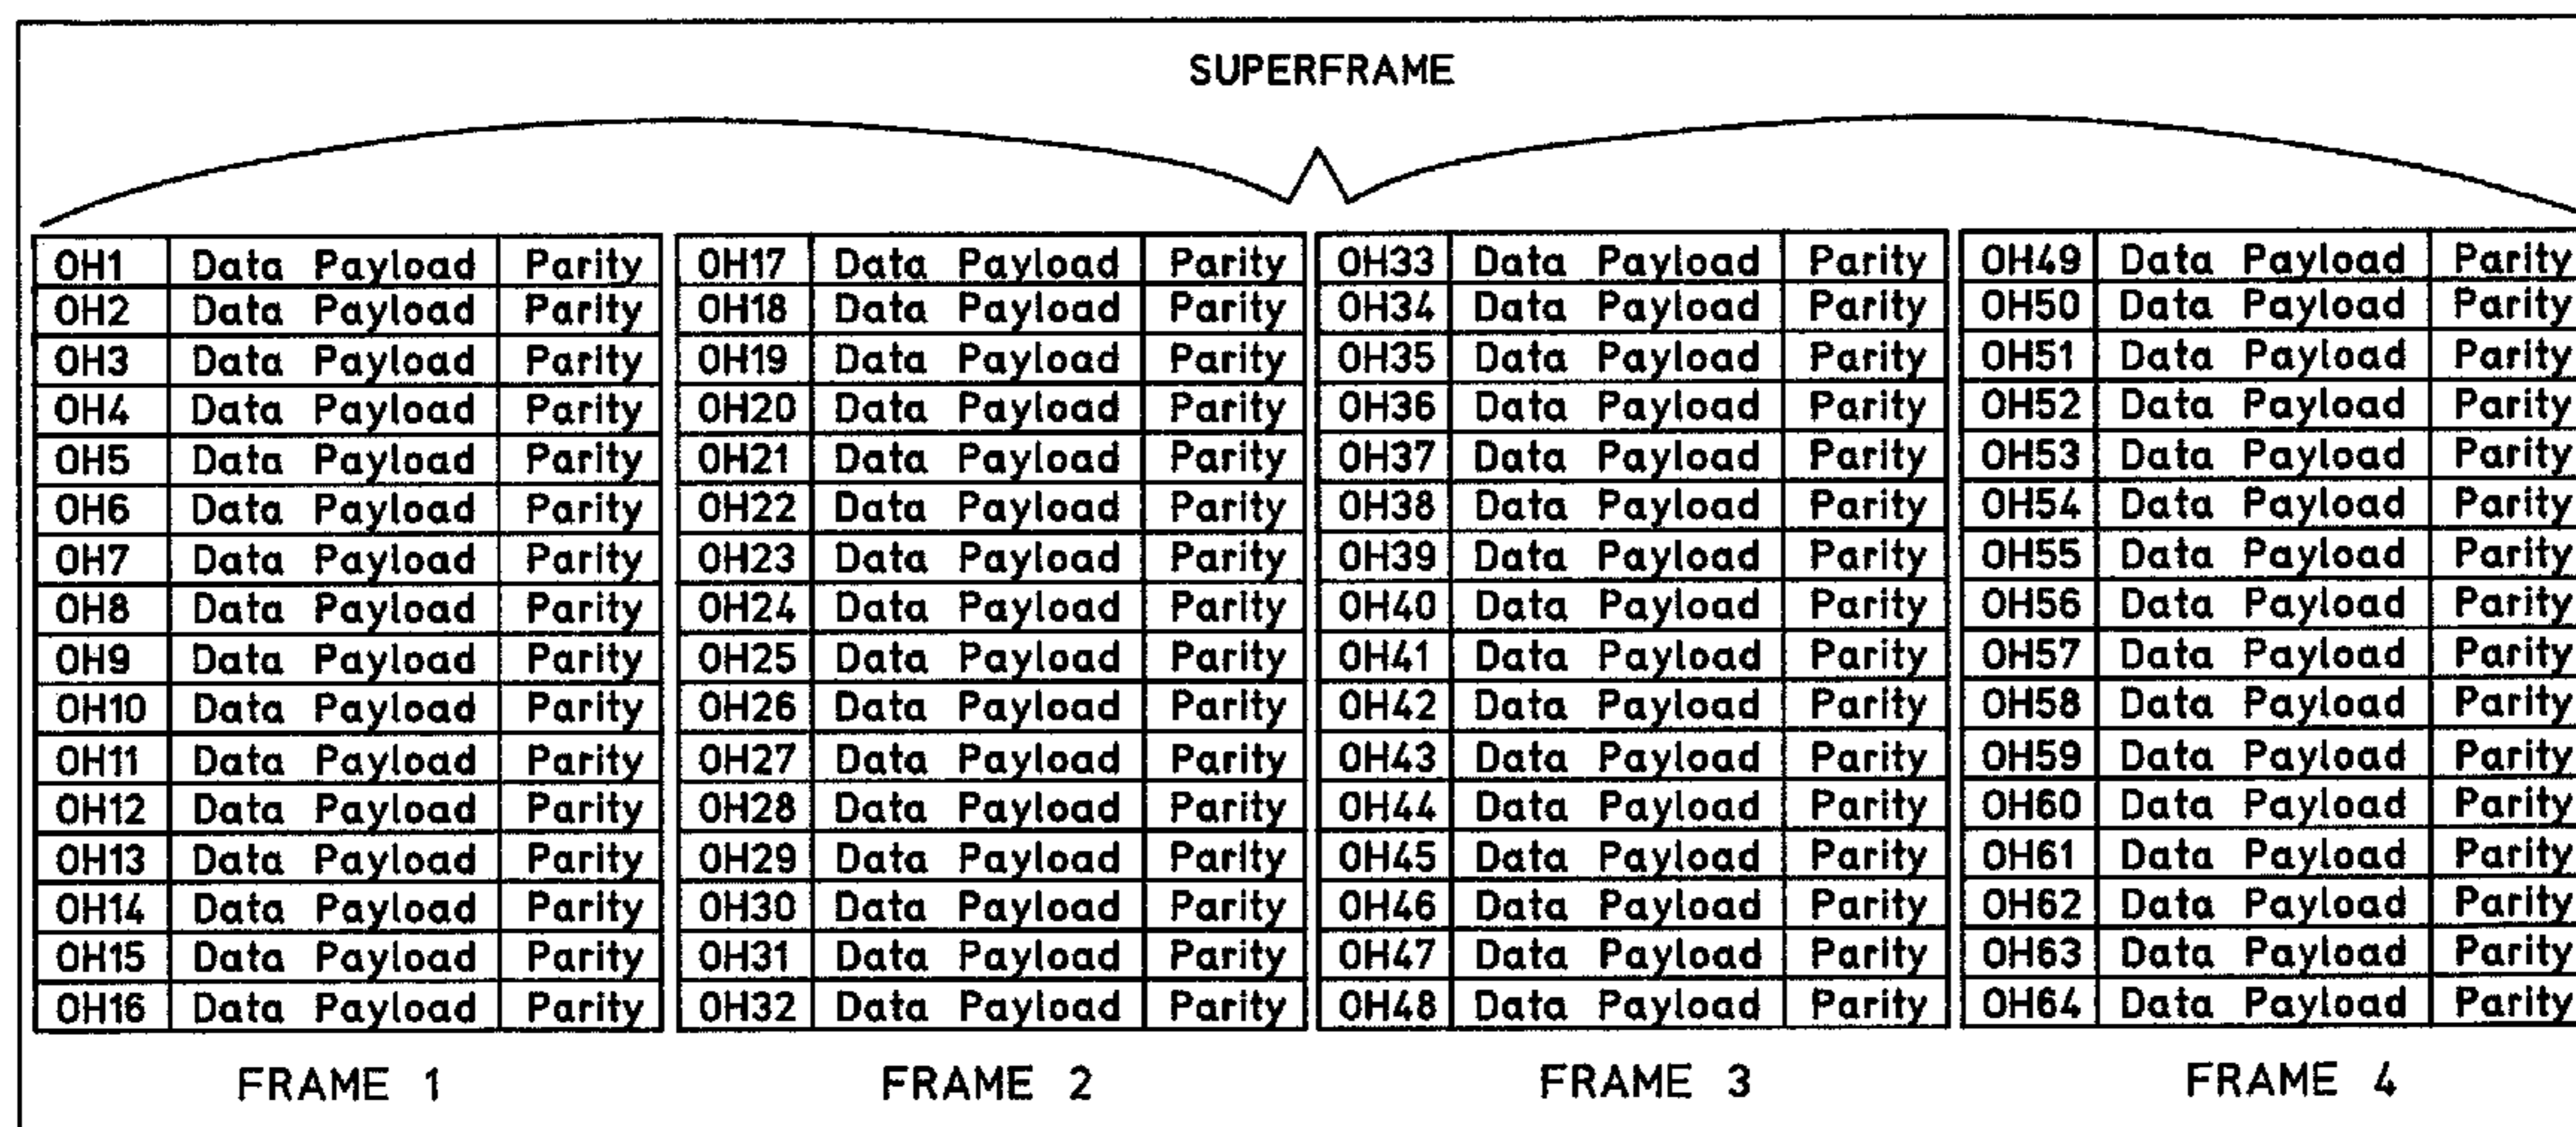 SUPERFRAME
OH1 Data Payload Parity OH17 Data Payload Parity OH33 Data Payload Parity OH49 Data Payload Parity
OH2 Data Payload Parity OH18 Data Payload Parity OH34 Data Payload Parity OH50 Data Payload Parity
OH3 Data Payload Parity OH19 Data Payload Parity OH35 Data Payload Parity OH51 Data Payload Parity
OH4 Data Payload Parity OH20 Data Payload Parity OH36 Data Payload Parity OH52 Data Payload Parity
OH5 Data Payload Parity OH21 Data Payload Parity OH37 Data Payload Parity OH53 Data Payload Parity
OH6 Data Payload Parity OH22 Data Payload Parity OH38 Data Payload Parity OH54 Data Payload Parity
OH7 Data Payload Parity OH23 Data Payload Parity OH39 Data Payload Parity OH55 Data Payload Parity
OH8 Data Payload Parity OH24 Data Payload Parity OH40 Data Payload Parity OH56 Data Payload Parity
OH9 Data Payload Parity OH25 Data Payload Parity OH41 Data Payload Parity OH57 Data Payload Parity
OH10 Data Payload Parity OH26 Data Payload Parity OH42 Data Payload Parity OH58 Data Payload Parity
OH11 Data Payload Parity OH27 Data Payload Parity OH43 Data Payload Parity OH59 Data Payload Parity
OH12 Data Payload Parity OH28 Data Payload Parity OH44 Data Payload Parity OH60 Data Payload Parity
OH13 Data Payload Parity OH29 Data Payload Parity OH45 Data Payload Parity OH61 Data Payload Parity
OH14 Data Payload Parity OH30 Data Payload Parity OH46 Data Payload Parity OH62 Data Payload Parity
OH15 Data Payload Parity OH31 Data Payload Parity OH47 Data Payload Parity OH63 Data Payload Parity
OH16 Data Payload Parity OH32 Data Payload Parity OH48 Data Payload Parity OH64 Data Payload Parity
FRAME 1 FRAME 2 FRAME 3 FRAME 4